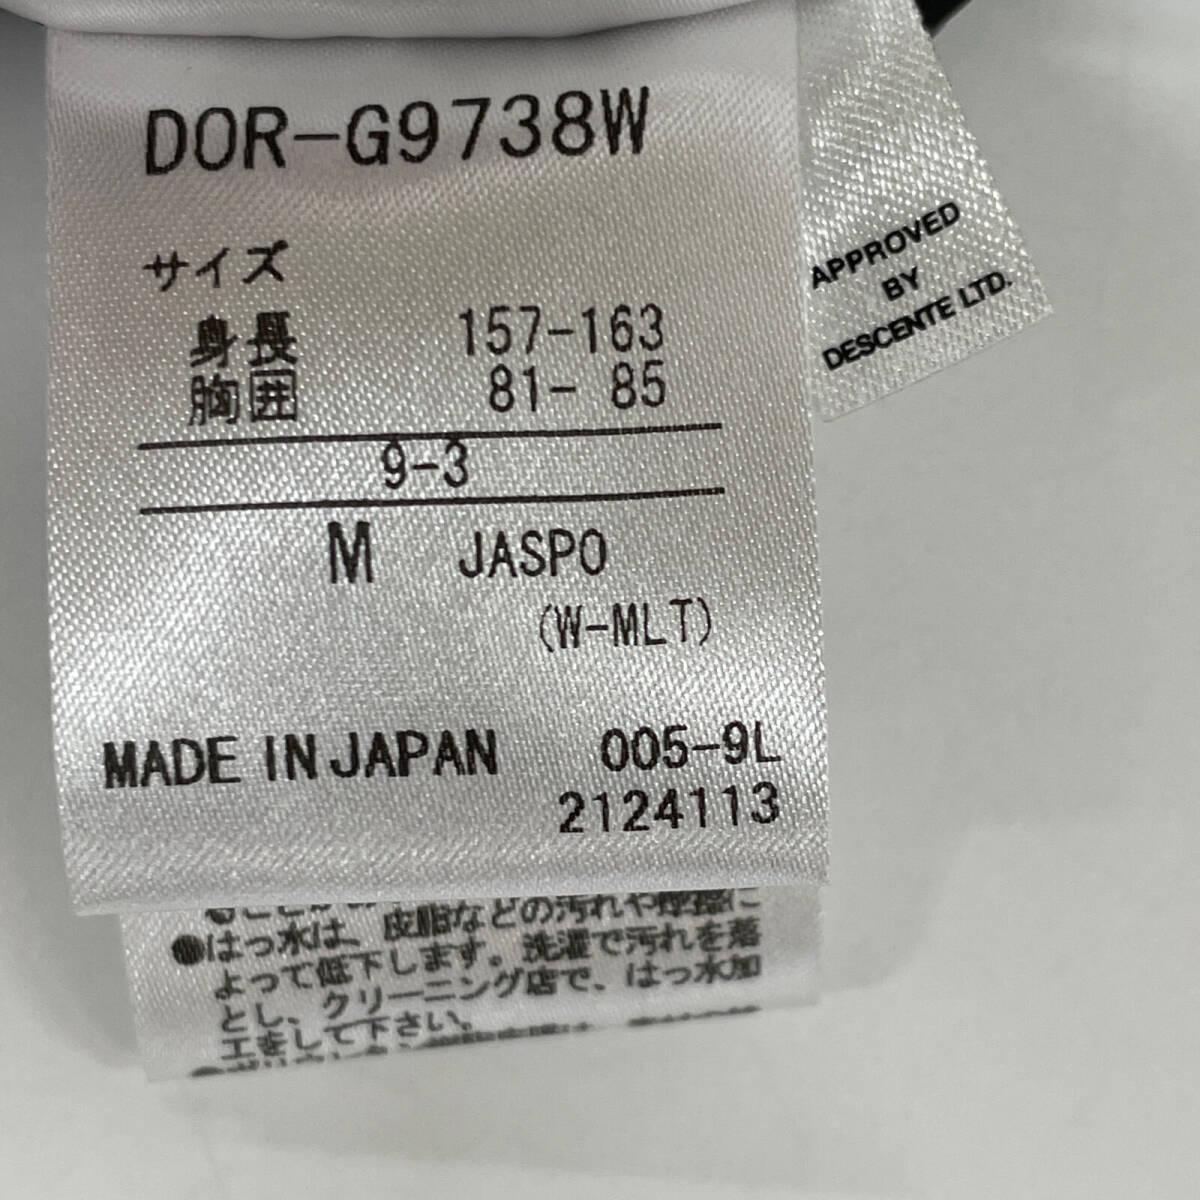 DOR-G9738W
サイズ
身長 157-163
胸囲 81- 85
9-3
M JASPO
(W-MLT)
MADE IN JAPAN 005-9L
2124113
APPROVED
BY
DESCENTE LTD.
●はっ水は、皮脂などの汚れや摩擦に
よって低下します。洗濯で汚れを落
とし、クリーニング店で、はっ水加
工をして下さい。